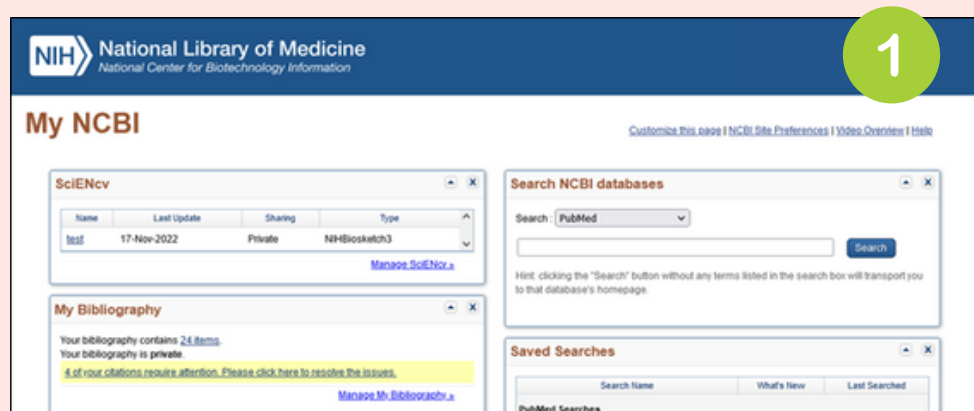 NIH National Library of Medicine
National Center for Biotechnology Information
1
My NCBI
Customize this page | NCBI Site Preferences | Video Overview | Help
SciENcv
Name Last Update Sharing Type
test 17-Nov-2022 Private NIHBiosketch3
Manage SciENcv »
My Bibliography
Your bibliography contains 24 items.
Your bibliography is private.
4 of your citations require attention. Please click here to resolve the issues.
Manage My Bibliography »
Search NCBI databases
Search : PubMed
Search
Hint: clicking the "Search" button without any terms listed in the search box will transport you
to that database's homepage.
Saved Searches
Search Name What's New Last Searched
PubMed Searches